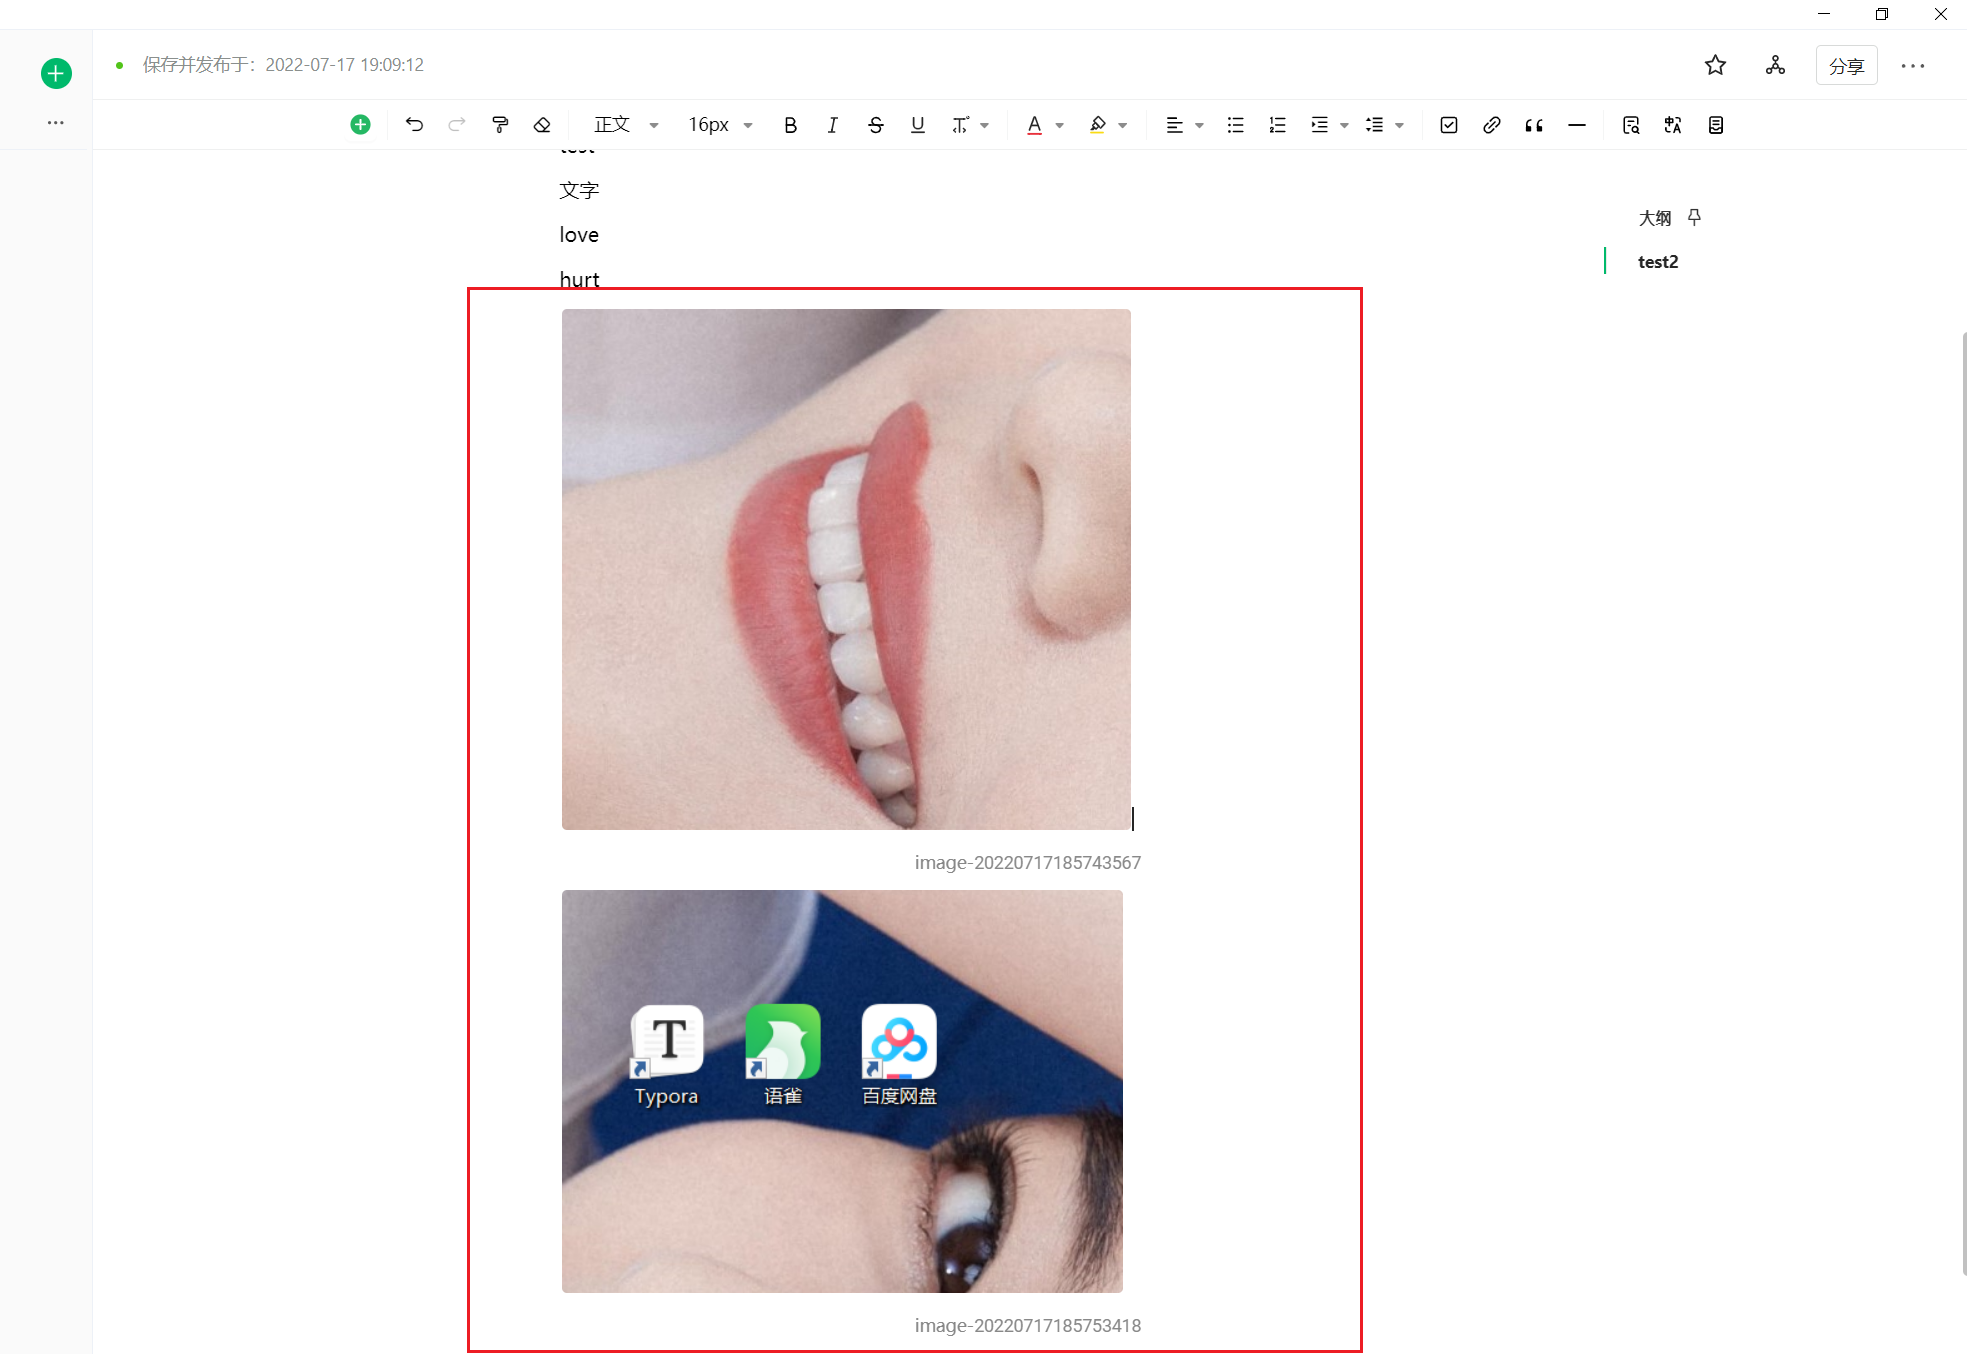 保存并发布于：2022-07-17 19:09:12
分享
正文
16px
test
文字
love
hurt
大纲
test2
image-20220717185743567
Typora
语雀
百度网盘
image-20220717185753418